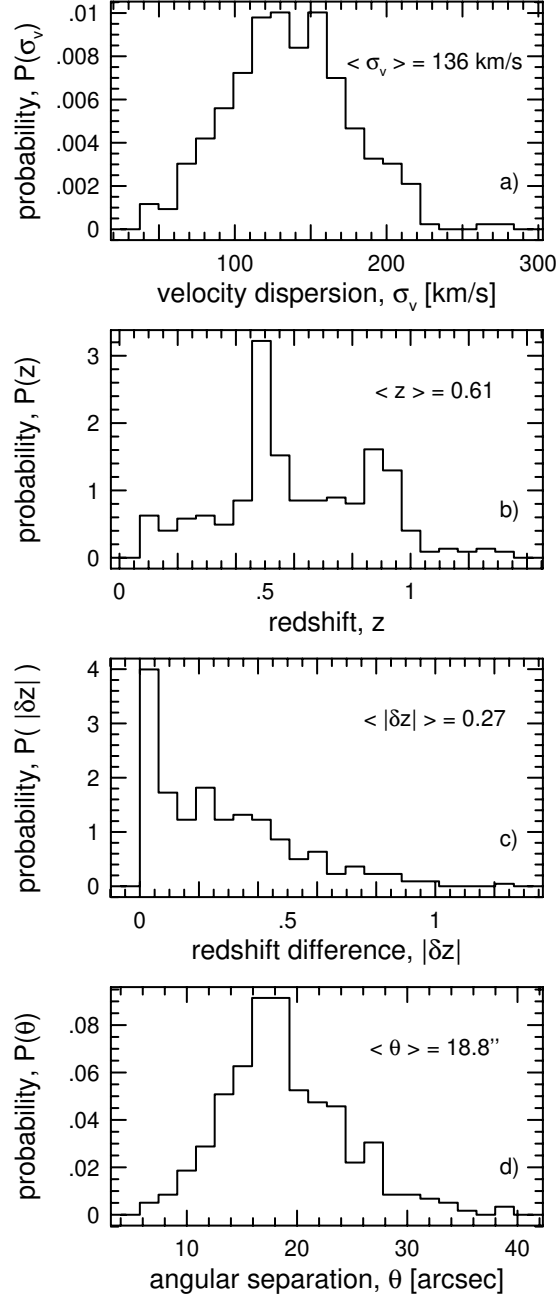 .01
.008
.006
.004
.002
0
probability, P(σv)
< σv > = 136 km/s
a)
100 200 300
velocity dispersion, σv [km/s]
3
2
1
0
probability, P(z)
< z > = 0.61
b)
0 .5 1
redshift, z
4
3
2
1
0
probability, P( |δz| )
< |δz| > = 0.27
c)
0 .5 1
redshift difference, |δz|
.08
.06
.04
.02
0
probability, P(θ)
< θ > = 18.8’’
d)
10 20 30 40
angular separation, θ [arcsec]